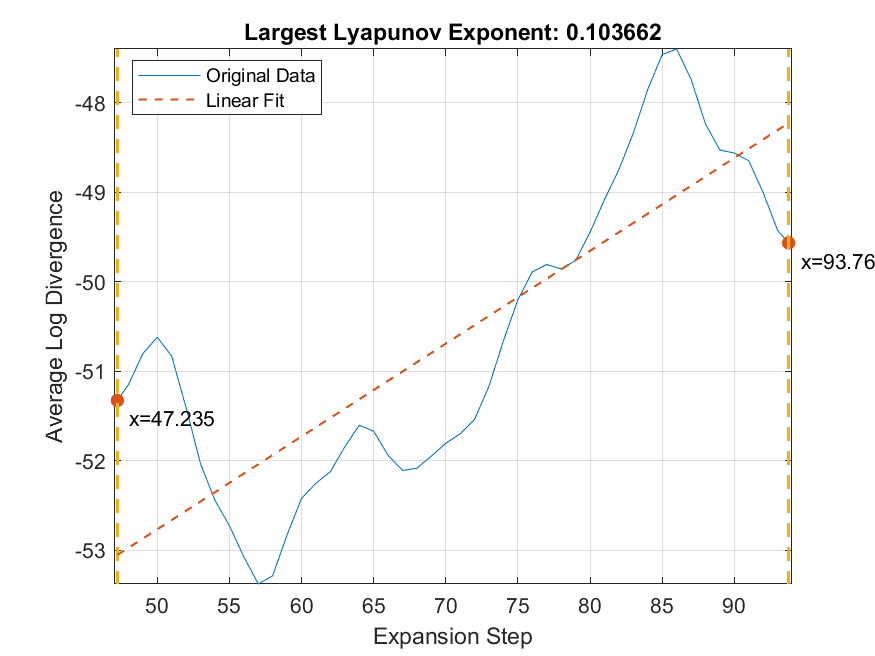 Largest Lyapunov Exponent: 0.103662
Original Data
Linear Fit
Average Log Divergence
-48
-49
-50
-51
-52
-53
x=47.235
x=93.76
50 55 60 65 70 75 80 85 90
Expansion Step